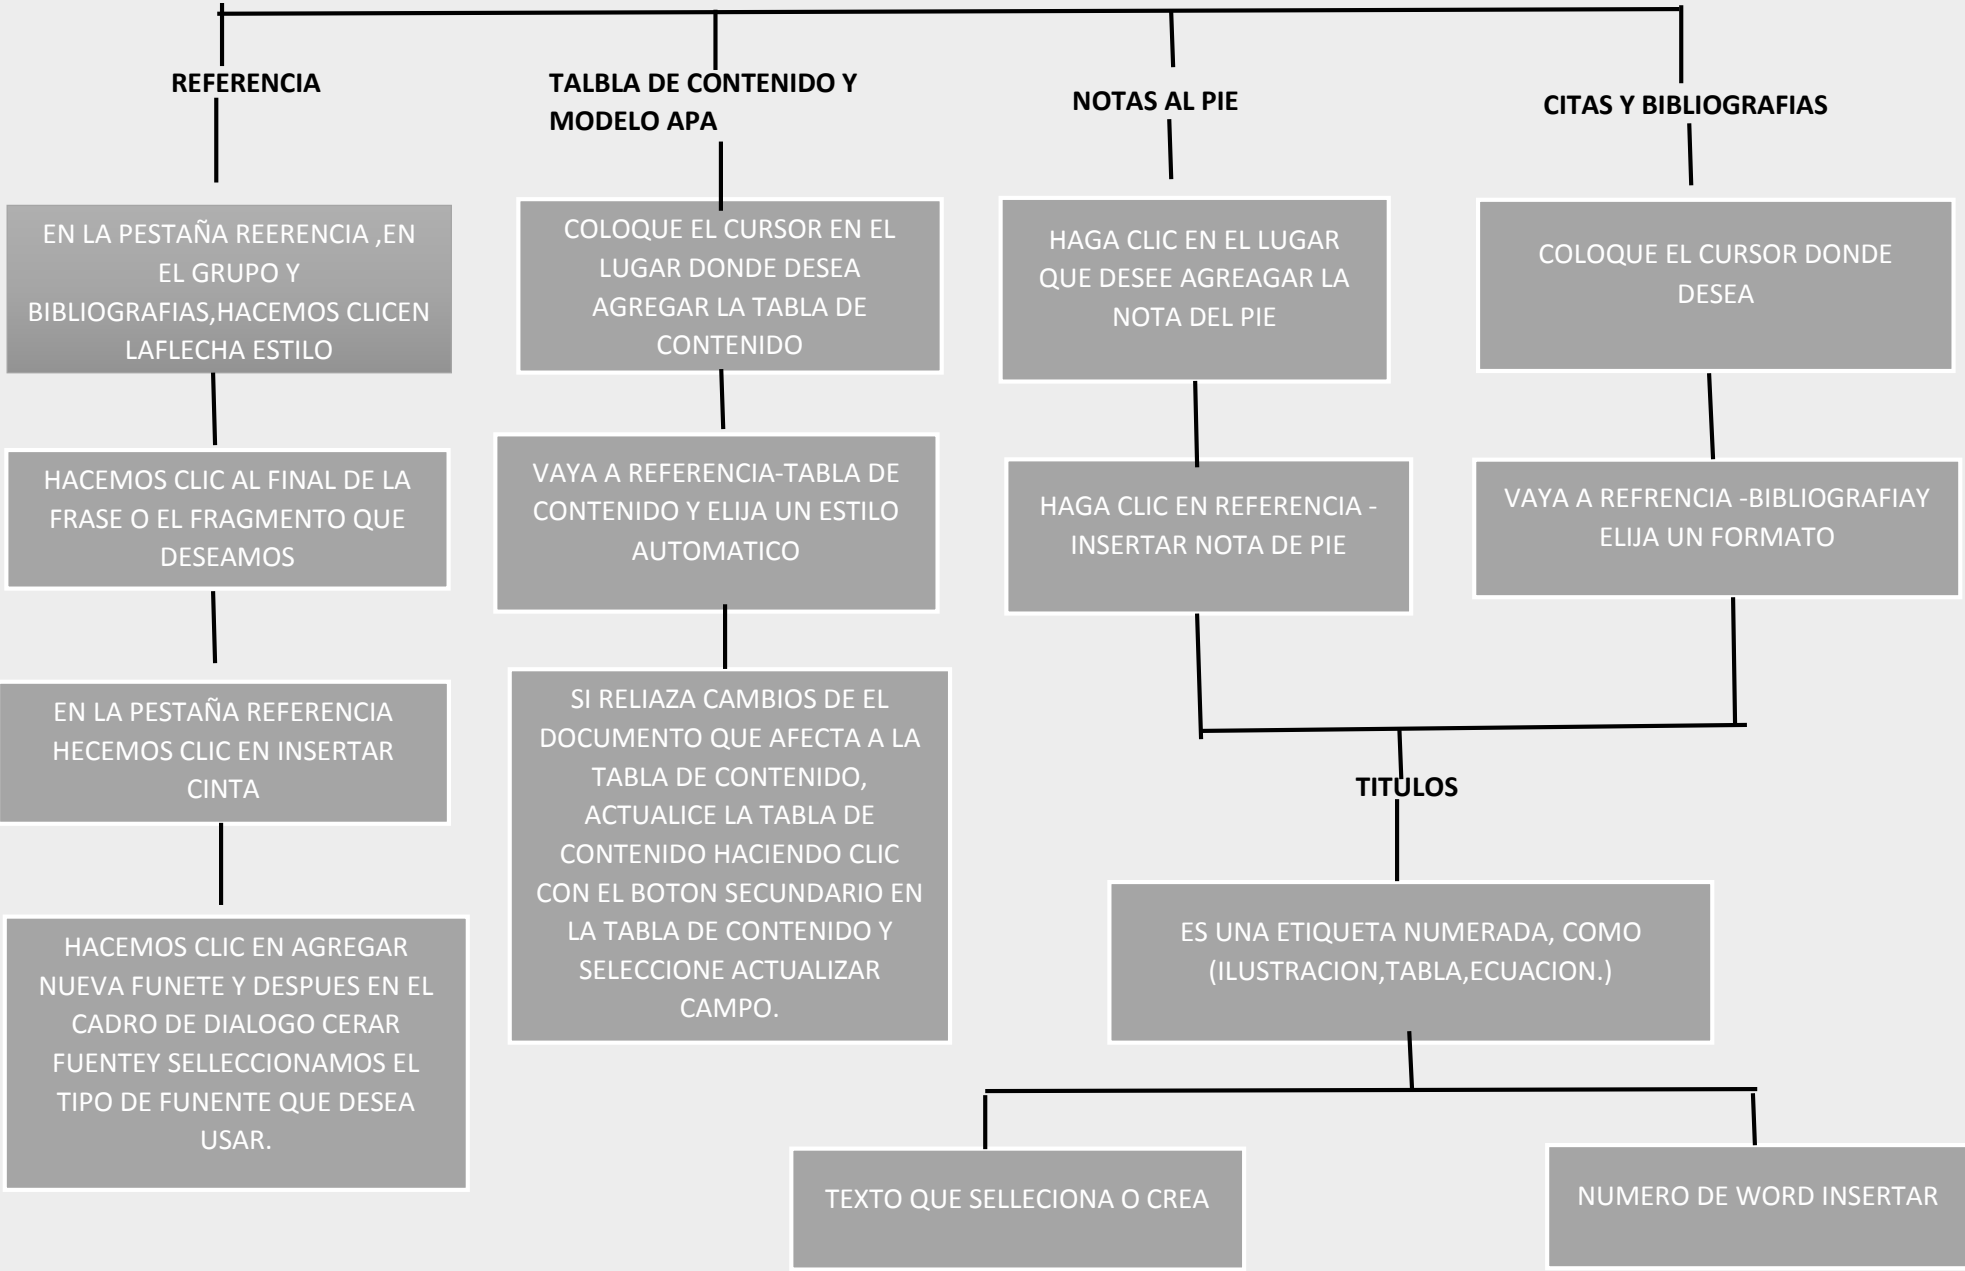 REFERENCIA
EN LA PESTAÑA REERENCIA ,EN
EL GRUPO Y
BIBLIOGRAFIAS,HACEMOS CLICEN
LAFLECHA ESTILO
HACEMOS CLIC AL FINAL DE LA
FRASE O EL FRAGMENTO QUE
DESEAMOS
EN LA PESTAÑA REFERENCIA
HECEMOS CLIC EN INSERTAR
CINTA
HACEMOS CLIC EN AGREGAR
NUEVA FUNETE Y DESPUES EN EL
CADRO DE DIALOGO CERAR
FUENTEY SELLECCIONAMOS EL
TIPO DE FUNENTE QUE DESEA
USAR.
TALBLA DE CONTENIDO Y
MODELO APA
COLOQUE EL CURSOR EN EL
LUGAR DONDE DESEA
AGREGAR LA TABLA DE
CONTENIDO
VAYA A REFERENCIA-TABLA DE
CONTENIDO Y ELIJA UN ESTILO
AUTOMATICO
SI RELIAZA CAMBIOS DE EL
DOCUMENTO QUE AFECTA A LA
TABLA DE CONTENIDO,
ACTUALICE LA TABLA DE
CONTENIDO HACIENDO CLIC
CON EL BOTON SECUNDARIO EN
LA TABLA DE CONTENIDO Y
SELECCIONE ACTUALIZAR
CAMPO.
NOTAS AL PIE
HAGA CLIC EN EL LUGAR
QUE DESEE AGREAGAR LA
NOTA DEL PIE
HAGA CLIC EN REFERENCIA -
INSERTAR NOTA DE PIE
CITAS Y BIBLIOGRAFIAS
COLOQUE EL CURSOR DONDE
DESEA
VAYA A REFRENCIA -BIBLIOGRAFIAY
ELIJA UN FORMATO
TITULOS
ES UNA ETIQUETA NUMERADA, COMO
(ILUSTRACION,TABLA,ECUACION.)
TEXTO QUE SELLECIONA O CREA
NUMERO DE WORD INSERTAR